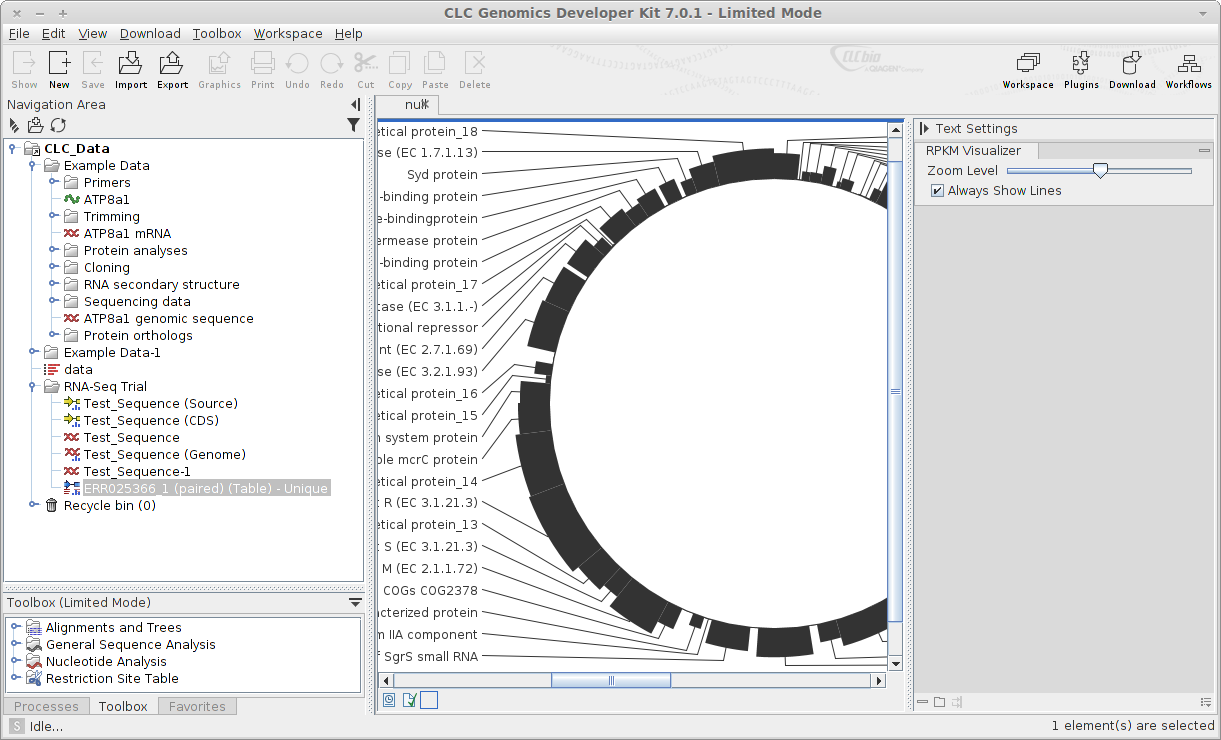 CLC Genomics Developer Kit 7.0.1 - Limited Mode
File Edit View Download Toolbox Workspace Help
Show New Save Import Export Graphics Print Undo Redo Cut Copy Paste Delete
CLC bio
Workspace Plugins Download Workflows
Navigation Area
CLC_Data
Example Data
Primers
ATP8a1
Trimming
ATP8a1 mRNA
Protein analyses
Cloning
RNA secondary structure
Sequencing data
ATP8a1 genomic sequence
Protein orthologs
Example Data-1
data
RNA-Seq Trial
Test_Sequence (Source)
Test_Sequence (CDS)
Test_Sequence
Test_Sequence (Genome)
Test_Sequence-1
ERR025366_1 (paired) (Table) - Unique
Recycle bin (0)
Toolbox (Limited Mode)
Alignments and Trees
General Sequence Analysis
Nucleotide Analysis
Restriction Site Table
Processes Toolbox Favorites
S Idle...
etical protein_18
se (EC 1.7.1.13)
Syd protein
-binding protein
e-bindingprotein
ermease protein
-binding protein
etical protein_17
tase (EC 3.1.1.-)
tional repressor
nt (EC 2.7.1.69)
se (EC 3.2.1.93)
etical protein_16
etical protein_15
n system protein
ble mcrC protein
etical protein_14
t R (EC 3.1.21.3)
etical protein_13
t S (EC 3.1.21.3)
M (EC 2.1.1.72)
COGs COG2378
acterized protein
m IIA component
f SgrS small RNA
Text Settings
RPKM Visualizer
Zoom Level
Always Show Lines
1 element(s) are selected